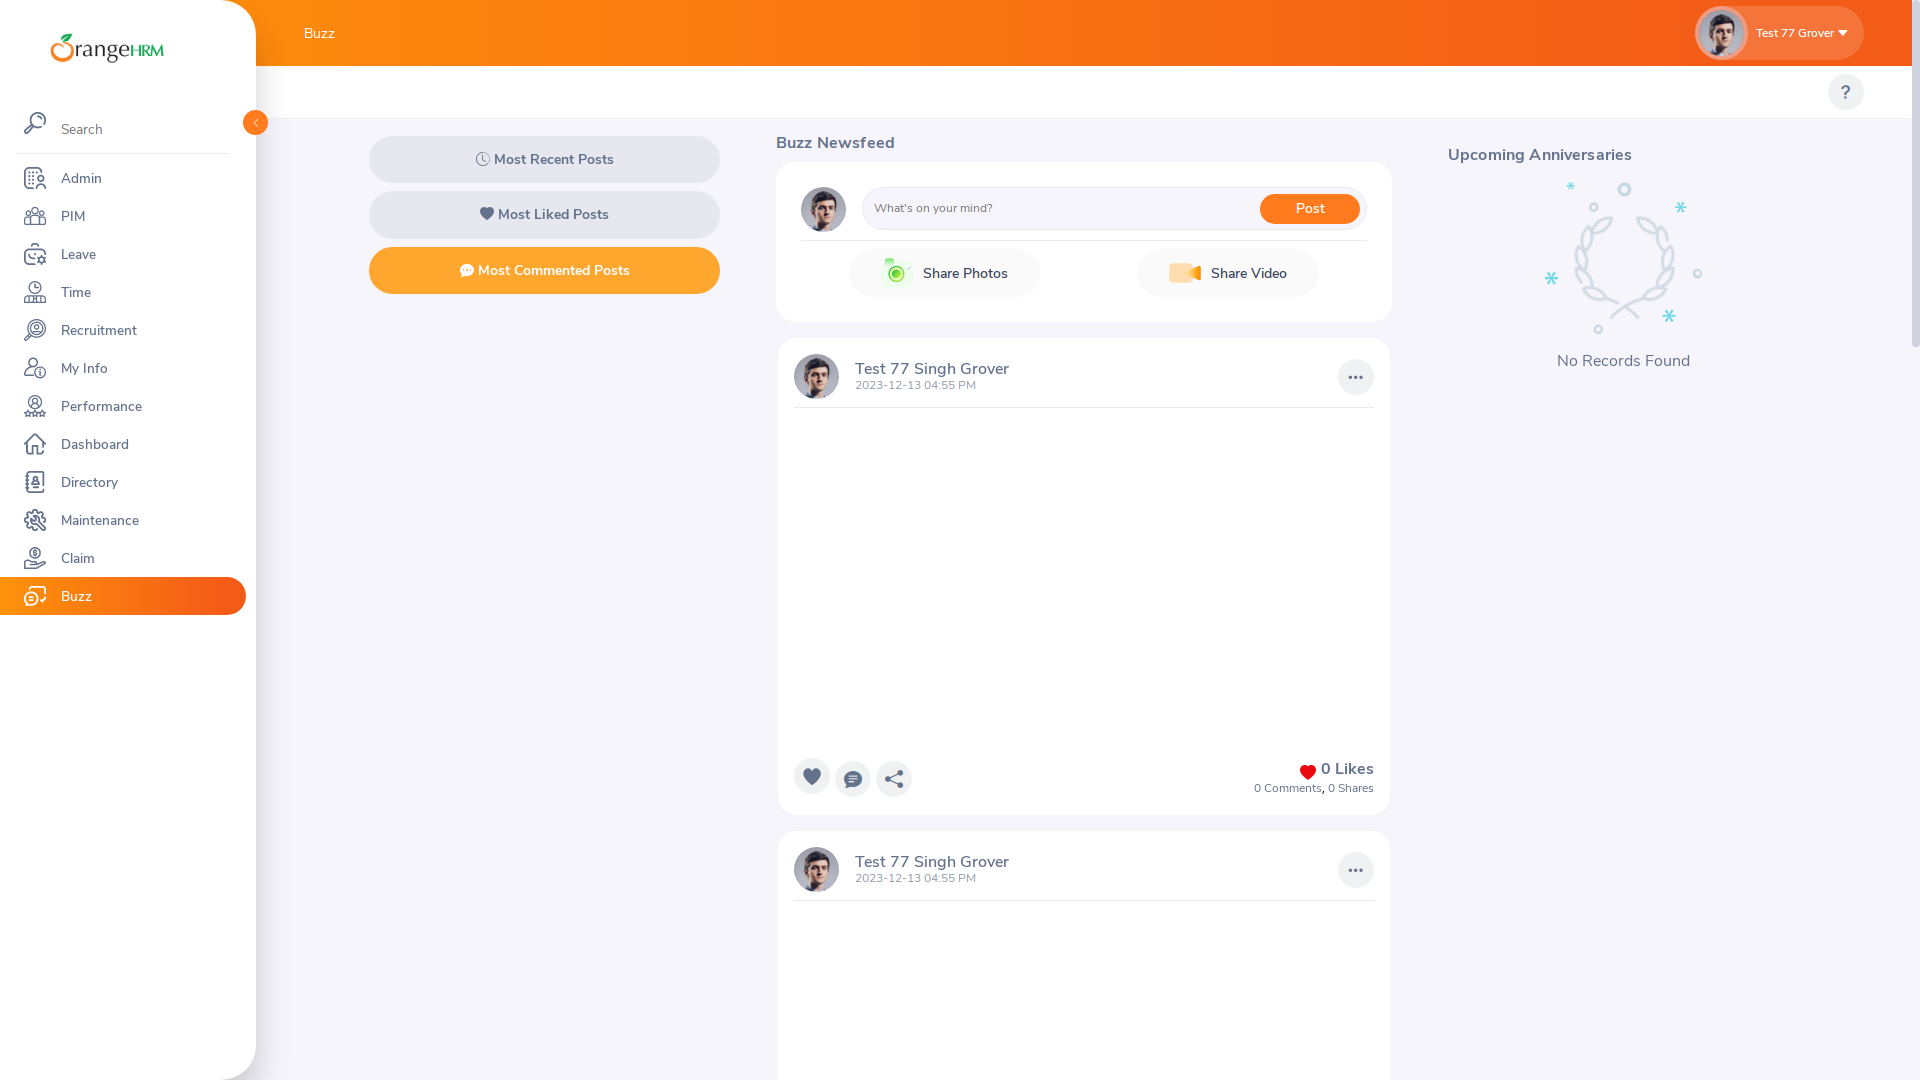 OrangeHRM
Buzz
Test 77 Grover
?
Search
Admin
PIM
Leave
Time
Recruitment
My Info
Performance
Dashboard
Directory
Maintenance
Claim
Buzz
Most Recent Posts
Most Liked Posts
Most Commented Posts
Buzz Newsfeed
What's on your mind?
Post
Share Photos
Share Video
Test 77 Singh Grover
2023-12-13 04:55 PM
0 Likes
0 Comments, 0 Shares
Test 77 Singh Grover
2023-12-13 04:55 PM
Upcoming Anniversaries
No Records Found